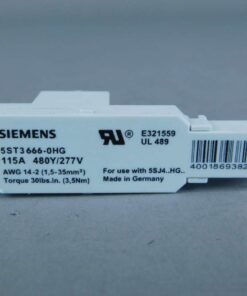 SIEMENS
5ST3666-0HG
115A 480Y/277V
AWG 14-2 (1,5-35mm²)
Torque 30lbs.in. (3,5Nm)
E321559
UL 489
For use with 5SJ4..HG..
Made in Germany
400186938